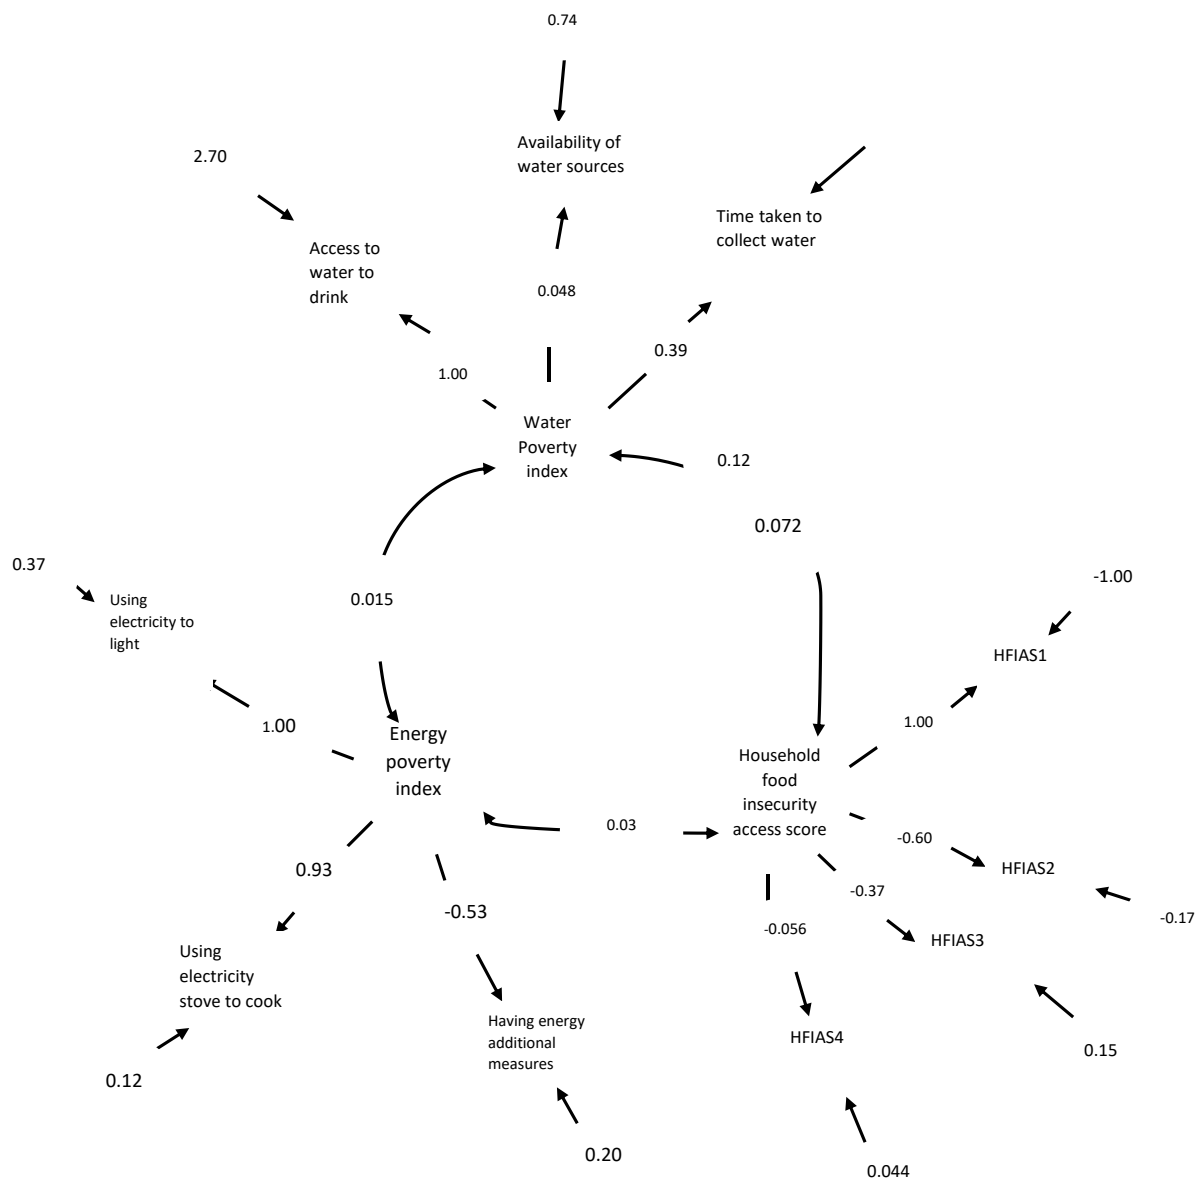 0.74
2.70
Availability of
water sources
Time taken to
collect water
Access to
water to
drink
0.048
0.39
1.00
Water
Poverty
index
0.12
0.072
0.37
-1.00
Using
electricity to
light
0.015
HFIAS1
1.00
1.00
Energy
poverty
index
Household
food
insecurity
access score
0.03
-0.60
0.93
HFIAS2
-0.37
-0.53
-0.17
-0.056
HFIAS3
Using
electricity
stove to cook
Having energy
additional
measures
HFIAS4
0.15
0.12
0.20
0.044